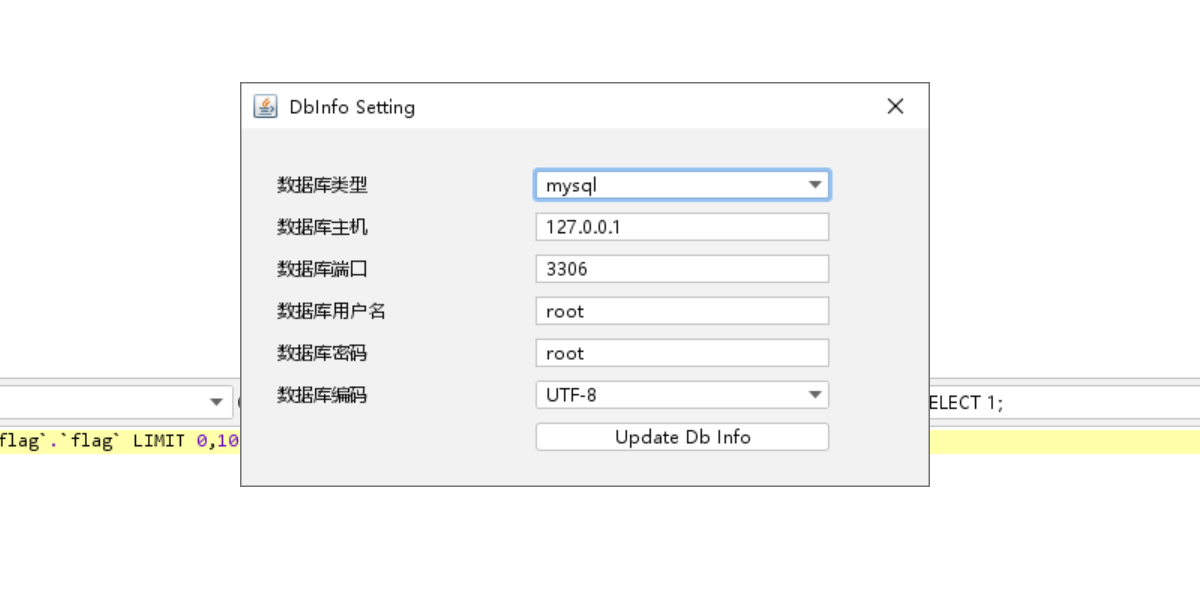 DbInfo Setting
数据库类型 mysql
数据库主机 127.0.0.1
数据库端口 3306
数据库用户名 root
数据库密码 root
数据库编码 UTF-8
ELECT 1;
Update Db Info
flag`.`flag` LIMIT 0,10